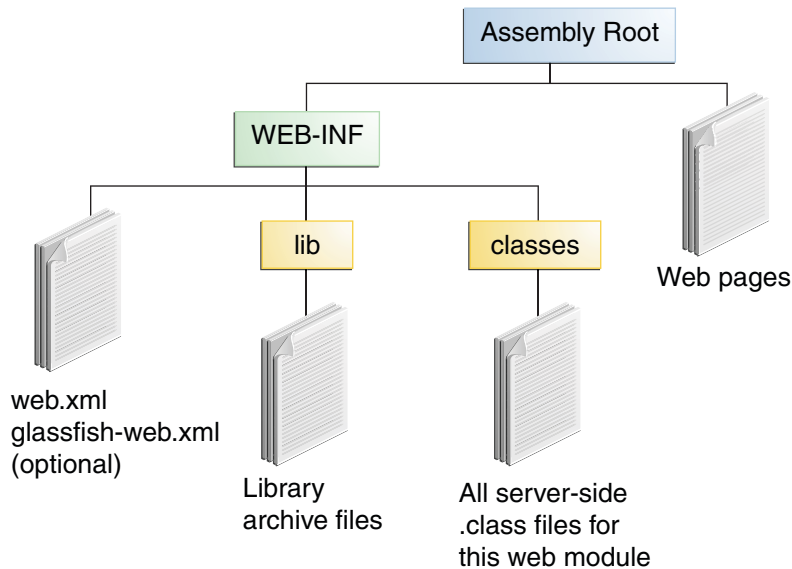 Assembly Root
WEB-INF
lib
classes
Web pages
web.xml
glassfish-web.xml
(optional)
Library
archive files
All server-side
.class files for
this web module